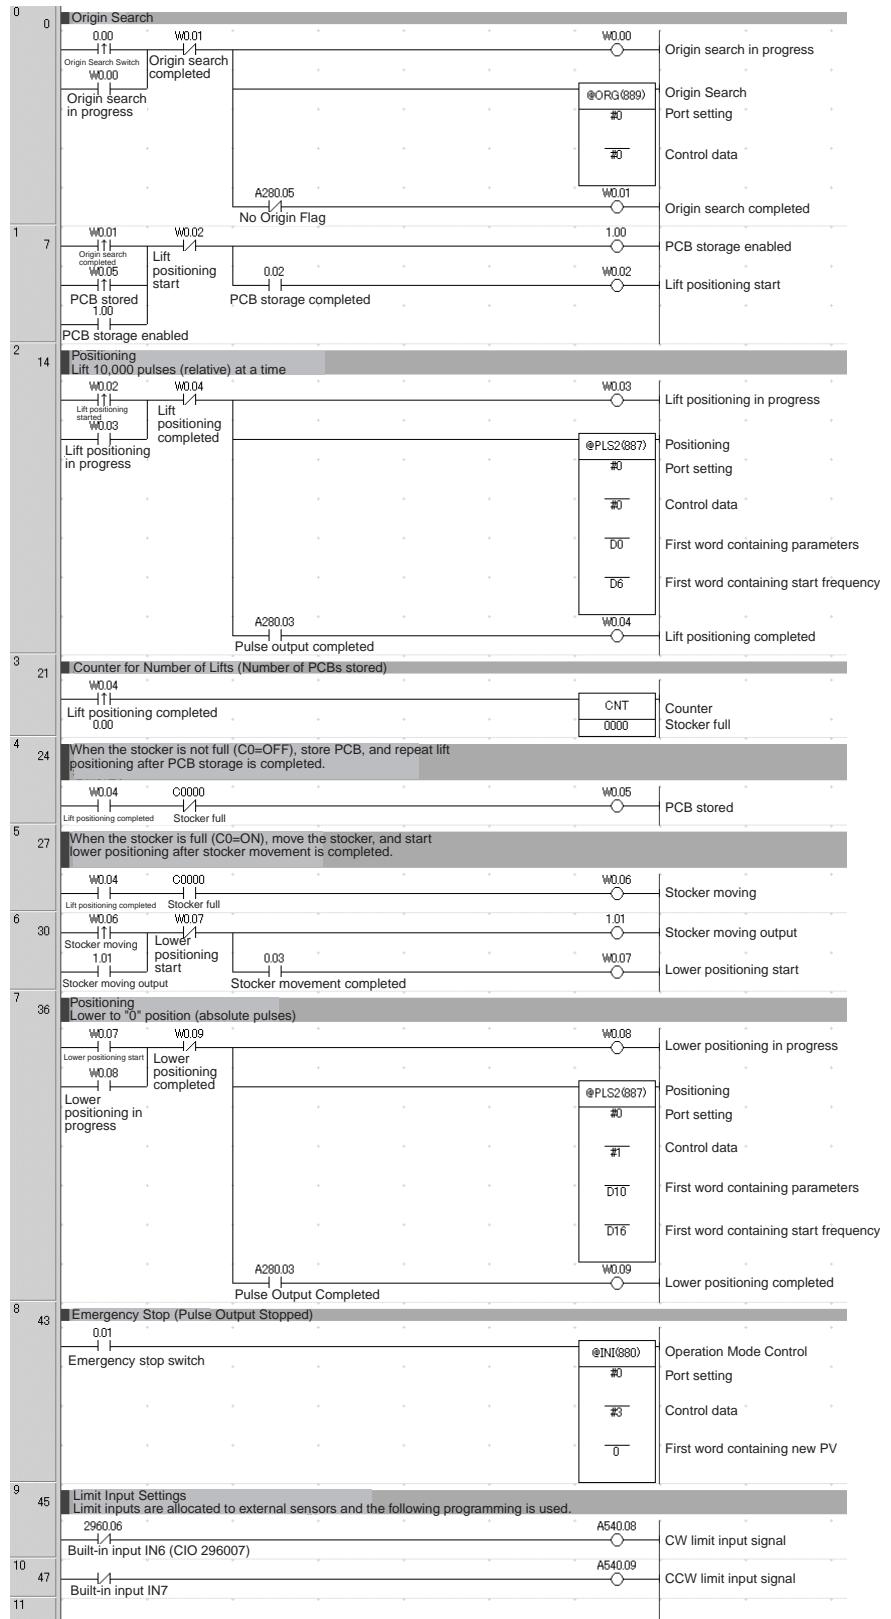 0
0
Origin Search
0.00
W0.01
W0.00
Origin Search Switch
Origin search
completed
Origin search in progress
W0.00
Origin search
in progress
@ORG(889)
Origin Search
#0
Port setting
#0
Control data
A280.05
W0.01
No Origin Flag
Origin search completed
1
7
W0.01
W0.02
1.00
Origin search
completed
Lift
positioning
start
PCB storage enabled
W0.05
0.02
W0.02
PCB stored
PCB storage completed
Lift positioning start
1.00
PCB storage enabled
2
14
Positioning
Lift 10,000 pulses (relative) at a time
W0.02
W0.04
W0.03
Lift positioning
started
Lift
positioning
completed
Lift positioning in progress
W0.03
Lift positioning
in progress
@PLS2(887)
Positioning
#0
Port setting
#0
Control data
D0
First word containing parameters
D6
First word containing start frequency
A280.03
W0.04
Pulse output completed
Lift positioning completed
3
21
Counter for Number of Lifts (Number of PCBs stored)
W0.04
Lift positioning completed
0.00
CNT
Counter
0000
Stocker full
4
24
When the stocker is not full (C0=OFF), store PCB, and repeat lift
positioning after PCB storage is completed.
W0.04
C0000
W0.05
Lift positioning completed
Stocker full
PCB stored
5
27
When the stocker is full (C0=ON), move the stocker, and start
lower positioning after stocker movement is completed.
W0.04
C0000
W0.06
Lift positioning completed
Stocker full
Stocker moving
6
30
W0.06
W0.07
1.01
Stocker moving
Lower
positioning
start
Stocker moving output
1.01
0.03
W0.07
Stocker moving output
Stocker movement completed
Lower positioning start
7
36
Positioning
Lower to "0" position (absolute pulses)
W0.07
W0.09
W0.08
Lower positioning start
Lower
positioning
completed
Lower positioning in progress
W0.08
Lower
positioning in
progress
@PLS2(887)
Positioning
#0
Port setting
#1
Control data
D10
First word containing parameters
D16
First word containing start frequency
A280.03
W0.09
Pulse Output Completed
Lower positioning completed
8
43
Emergency Stop (Pulse Output Stopped)
0.01
Emergency stop switch
@INI(880)
Operation Mode Control
#0
Port setting
#3
Control data
0
First word containing new PV
9
45
Limit Input Settings
Limit inputs are allocated to external sensors and the following programming is used.
2960.06
A540.08
Built-in input IN6 (CIO 296007)
CW limit input signal
10
47
A540.09
Built-in input IN7
CCW limit input signal
11